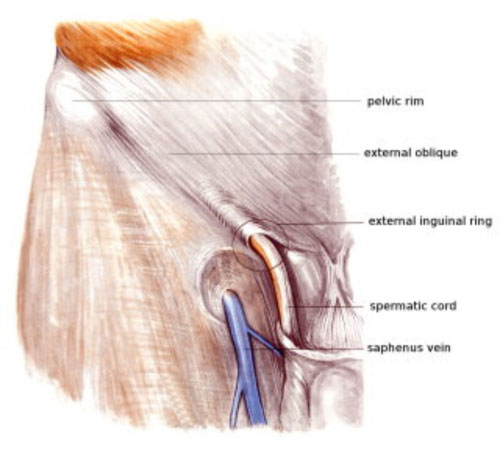 pelvic rim
external oblique
external inguinal ring
spermatic cord
saphenus vein